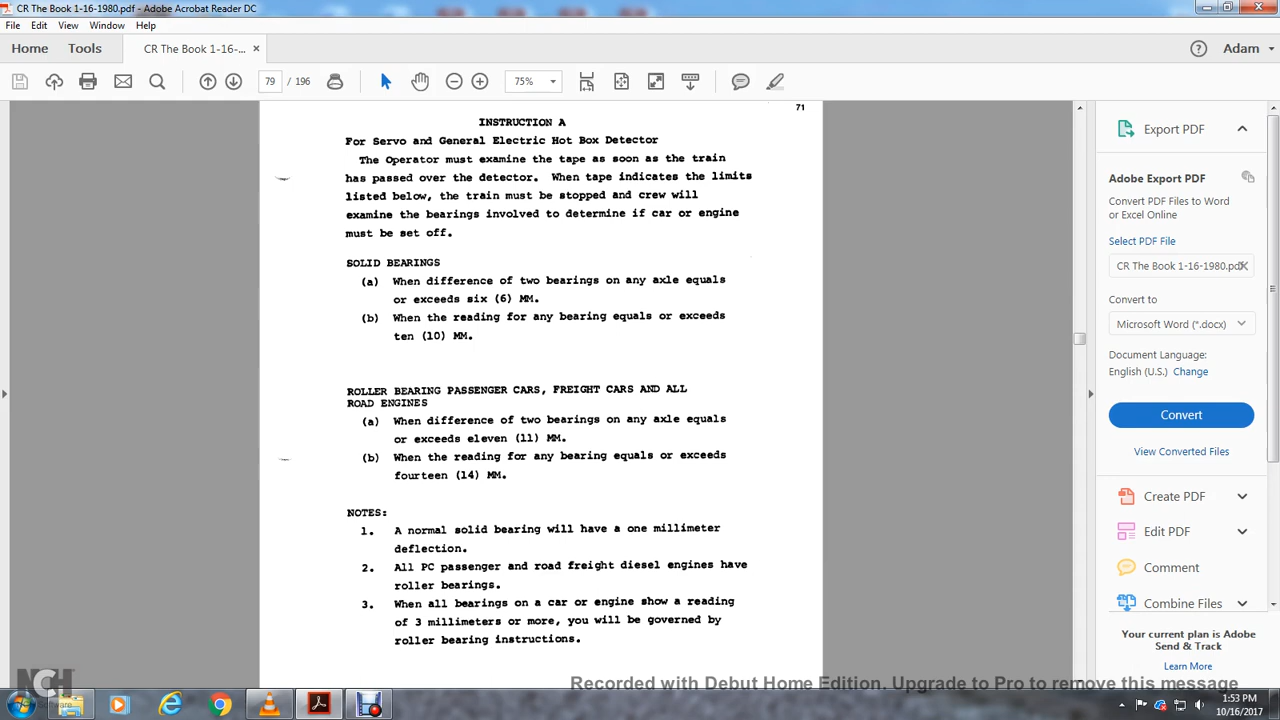 CR The Book 1-16-1980.pdf - Adobe Acrobat Reader DC
File Edit View Window Help
Home Tools CR The Book 1-16-... × Adam
79 / 196 75%
71
INSTRUCTION A
For Servo and General Electric Hot Box Detector
The Operator must examine the tape as soon as the train
has passed over the detector. When tape indicates the limits
listed below, the train must be stopped and crew will
examine the bearings involved to determine if car or engine
must be set off.
SOLID BEARINGS
(a) When difference of two bearings on any axle equals
or exceeds six (6) MM.
(b) When the reading for any bearing equals or exceeds
ten (10) MM.
ROLLER BEARING PASSENGER CARS, FREIGHT CARS AND ALL
ROAD ENGINES
(a) When difference of two bearings on any axle equals
or exceeds eleven (11) MM.
(b) When the reading for any bearing equals or exceeds
fourteen (14) MM.
NOTES:
1. A normal solid bearing will have a one millimeter
deflection.
2. All PC passenger and road freight diesel engines have
roller bearings.
3. When all bearings on a car or engine show a reading
of 3 millimeters or more, you will be governed by
roller bearing instructions.
Export PDF
Adobe Export PDF
Convert PDF Files to Word
or Excel Online
Select PDF File
CR The Book 1-16-1980.pdf
Convert to
Microsoft Word (*.docx)
Document Language:
English (U.S.) Change
Convert
View Converted Files
Create PDF
Edit PDF
Comment
Combine Files
Your current plan is Adobe
Send & Track
Learn More
NCH
Software
Recorded with Debut Home Edition. Upgrade to Pro to remove this message
1:53 PM
10/16/2017